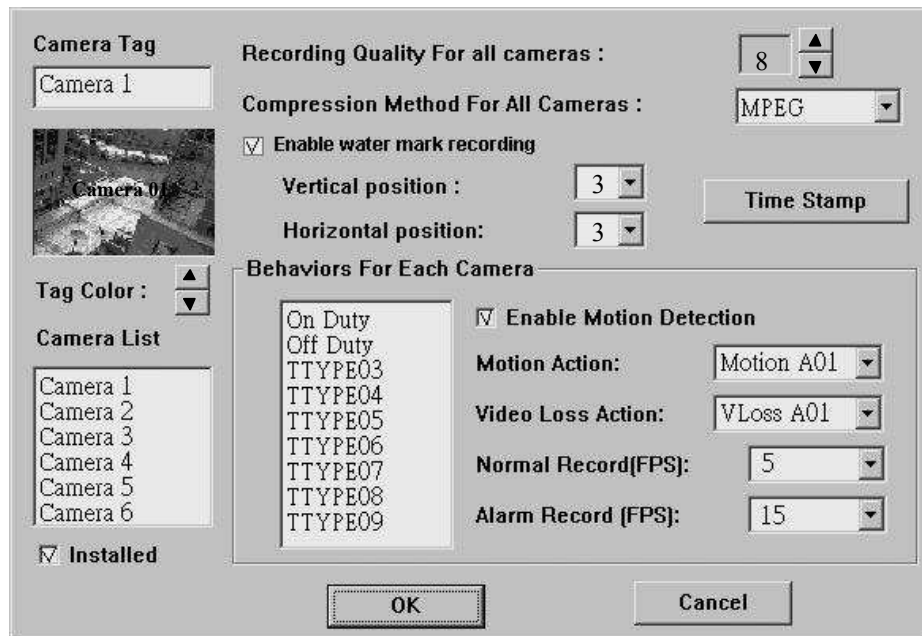 Camera Tag
Camera 1
Camera 01
Tag Color :
Camera List
Camera 1
Camera 2
Camera 3
Camera 4
Camera 5
Camera 6
Installed
Recording Quality For all cameras :
8
Compression Method For All Cameras :
MPEG
Enable water mark recording
Vertical position :
3
Horizontal position:
3
Time Stamp
Behaviors For Each Camera
On Duty
Off Duty
TTYPE03
TTYPE04
TTYPE05
TTYPE06
TTYPE07
TTYPE08
TTYPE09
Enable Motion Detection
Motion Action:
Motion A01
Video Loss Action:
VLoss A01
Normal Record(FPS):
5
Alarm Record (FPS):
15
OK
Cancel